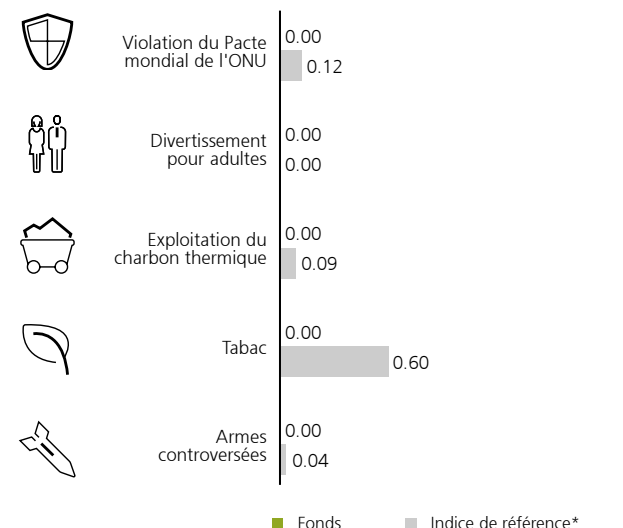 Violation du Pacte
mondial de l'ONU
0.00
0.12
Divertissement
pour adultes
0.00
0.00
Exploitation du
charbon thermique
0.00
0.09
Tabac
0.00
0.60
Armes
controversées
0.00
0.04
Fonds
Indice de référence*